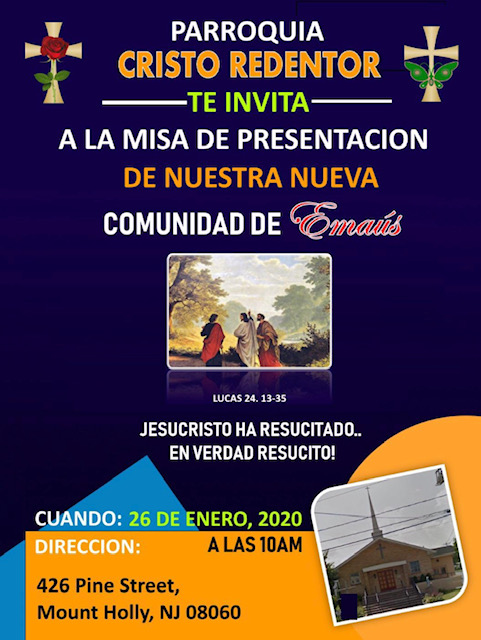 PARROQUIA
CRISTO REDENTOR
TE INVITA
A LA MISA DE PRESENTACION
DE NUESTRA NUEVA
COMUNIDAD DE Emaús
LUCAS 24. 13-35
JESUCRISTO HA RESUCITADO..
EN VERDAD RESUCITO!
CUANDO: 26 DE ENERO, 2020
DIRECCION: A LAS 10AM
426 Pine Street,
Mount Holly, NJ 08060